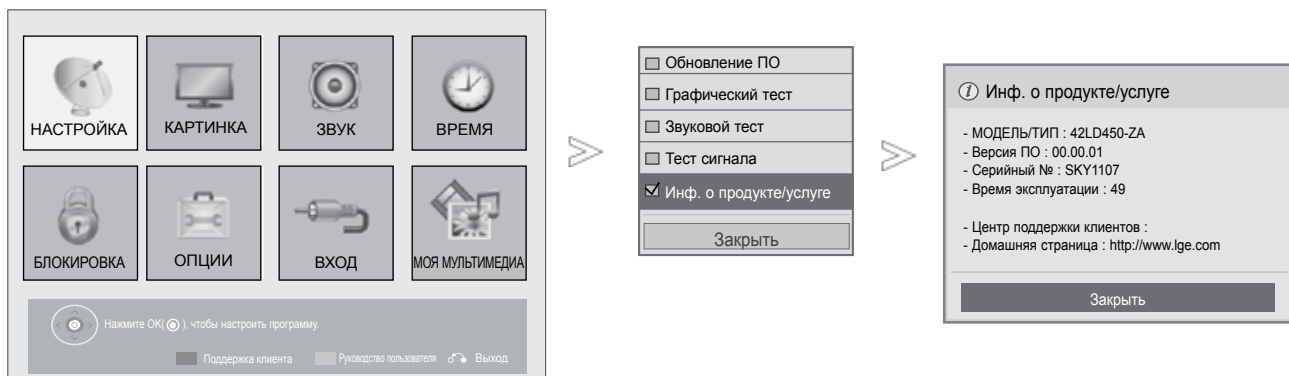 НАСТРОЙКА
КАРТИНКА
ЗВУК
ВРЕМЯ
БЛОКИРОВКА
ОПЦИИ
ВХОД
МОЯ МУЛЬТИМЕДИА
Нажмите OK( ), чтобы настроить программу.
Поддержка клиента
Руководство пользователя
Выход
Обновление ПО
Графический тест
Звуковой тест
Тест сигнала
Инф. о продукте/услуге
Закрыть
i Инф. о продукте/услуге
- МОДЕЛЬ/ТИП : 42LD450-ZA
- Версия ПО : 00.00.01
- Серийный № : SKY1107
- Время эксплуатации : 49
- Центр поддержки клиентов :
- Домашняя страница : http://www.lge.com
Закрыть